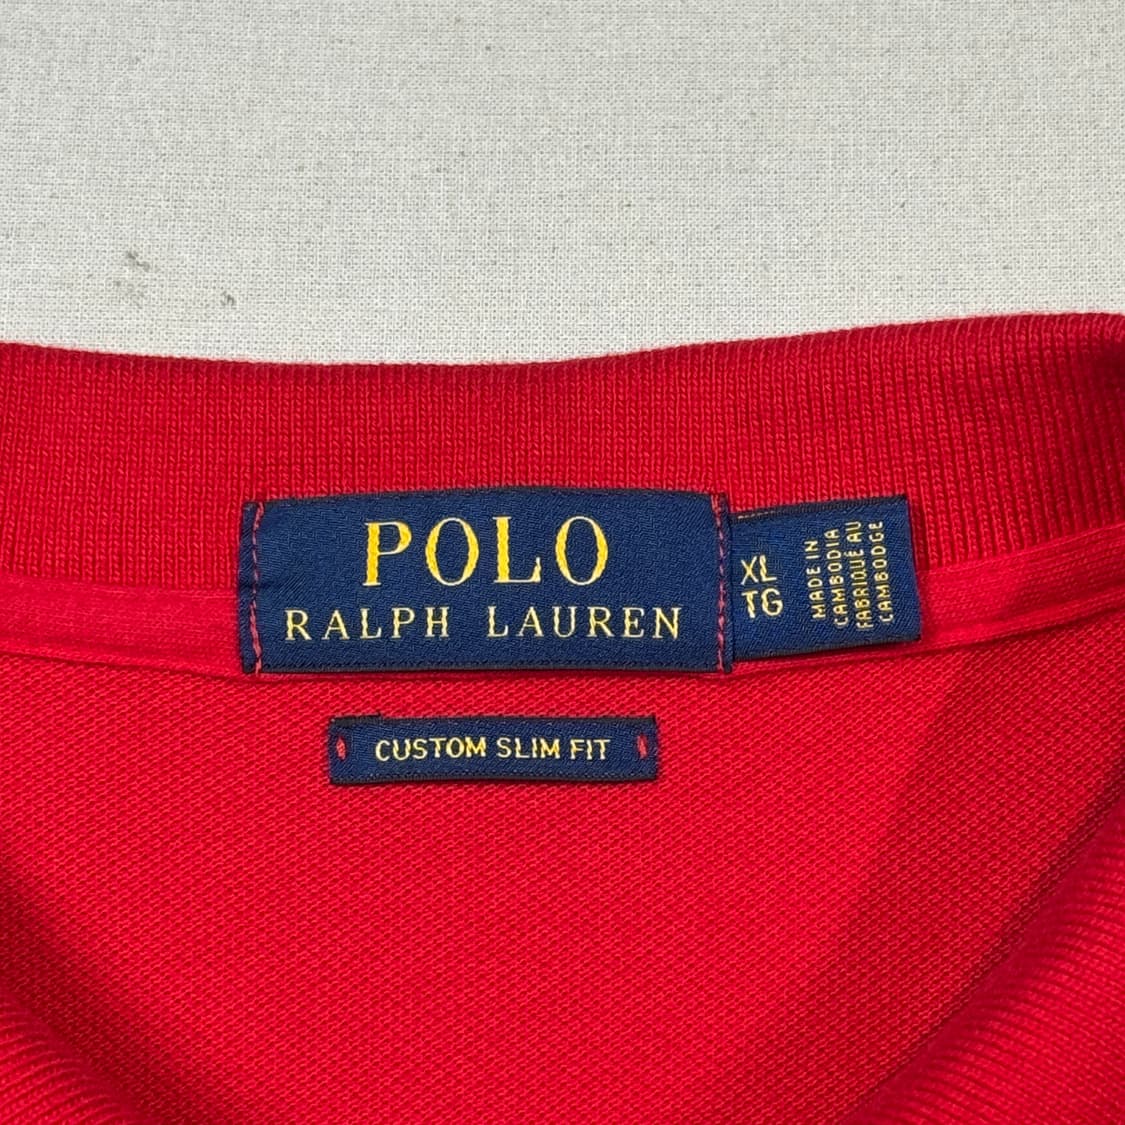 POLO
RALPH LAUREN
XL
TG
MADE IN
CAMBODIA
FABRIQUÉ AU
CAMBODGE
CUSTOM SLIM FIT